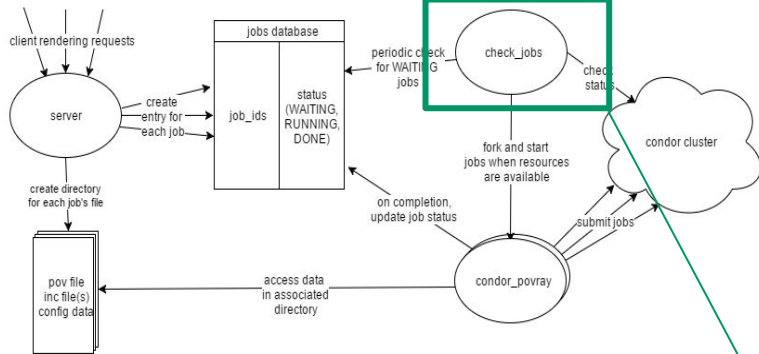 client rendering requests
server
create
entry for
each job
jobs database
job_ids
status
(WAITING,
RUNNING,
DONE)
periodic check
for WAITING
jobs
check_jobs
check
status
condor cluster
fork and start
jobs when resources
are available
create directory
for each job's file
on completion,
update job status
submit jobs
pov file
inc file(s)
config data
access data
in associated
directory
condor_povray